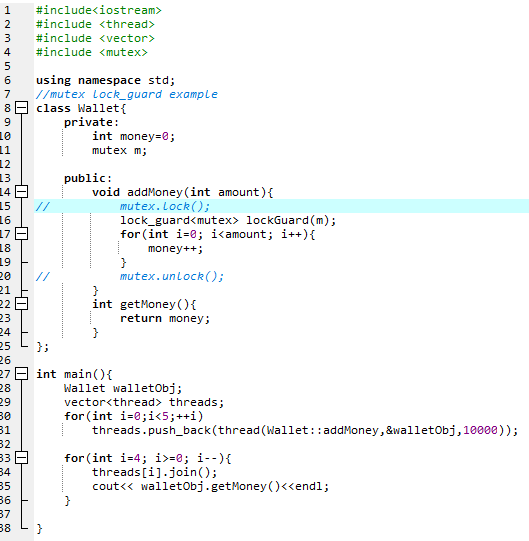 1 #include<iostream>
2 #include <thread>
3 #include <vector>
4 #include <mutex>
5
6 using namespace std;
7 //mutex lock_guard example
8 class Wallet{
9 private:
10 int money=0;
11 mutex m;
12
13 public:
14 void addMoney(int amount){
15 // mutex.lock();
16 lock_guard<mutex> lockGuard(m);
17 for(int i=0; i<amount; i++){
18 money++;
19 }
20 // mutex.unlock();
21 }
22 int getMoney(){
23 return money;
24 }
25 };
26
27 int main(){
28 Wallet walletObj;
29 vector<thread> threads;
30 for(int i=0;i<5;++i)
31 threads.push_back(thread(Wallet::addMoney,&walletObj,10000));
32
33 for(int i=4; i>=0; i--){
34 threads[i].join();
35 cout<< walletObj.getMoney()<<endl;
36 }
37
38 }